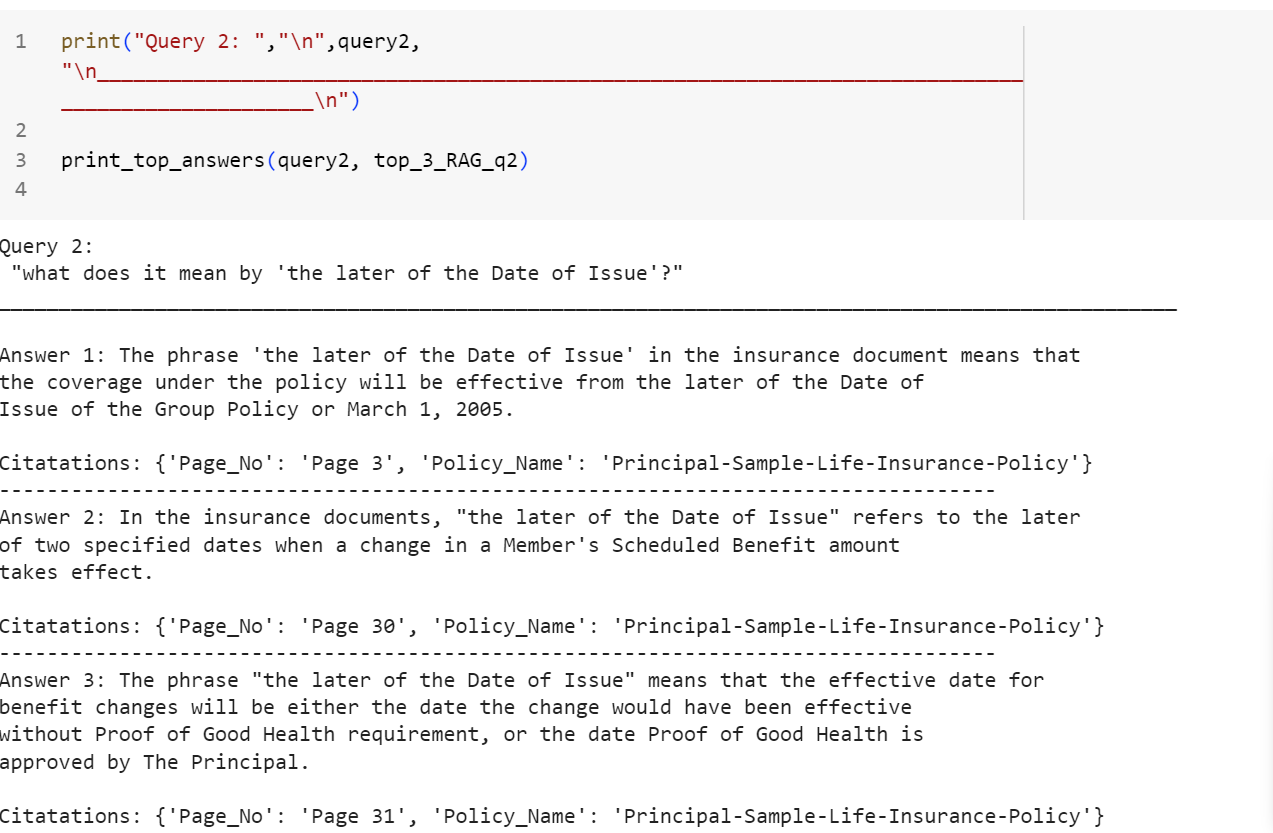 1 print("Query 2: ","\n",query2,
"\n_____________________________________________________________________________
_____________________\n")
2
3 print_top_answers(query2, top_3_RAG_q2)
4
Query 2:
"what does it mean by 'the later of the Date of Issue'?"
__________________________________________________________________________________________________
Answer 1: The phrase 'the later of the Date of Issue' in the insurance document means that
the coverage under the policy will be effective from the later of the Date of
Issue of the Group Policy or March 1, 2005.
Citatations: {'Page_No': 'Page 3', 'Policy_Name': 'Principal-Sample-Life-Insurance-Policy'}
-----------------------------------------------------------------------------------
Answer 2: In the insurance documents, "the later of the Date of Issue" refers to the later
of two specified dates when a change in a Member's Scheduled Benefit amount
takes effect.
Citatations: {'Page_No': 'Page 30', 'Policy_Name': 'Principal-Sample-Life-Insurance-Policy'}
-----------------------------------------------------------------------------------
Answer 3: The phrase "the later of the Date of Issue" means that the effective date for
benefit changes will be either the date the change would have been effective
without Proof of Good Health requirement, or the date Proof of Good Health is
approved by The Principal.
Citatations: {'Page_No': 'Page 31', 'Policy_Name': 'Principal-Sample-Life-Insurance-Policy'}